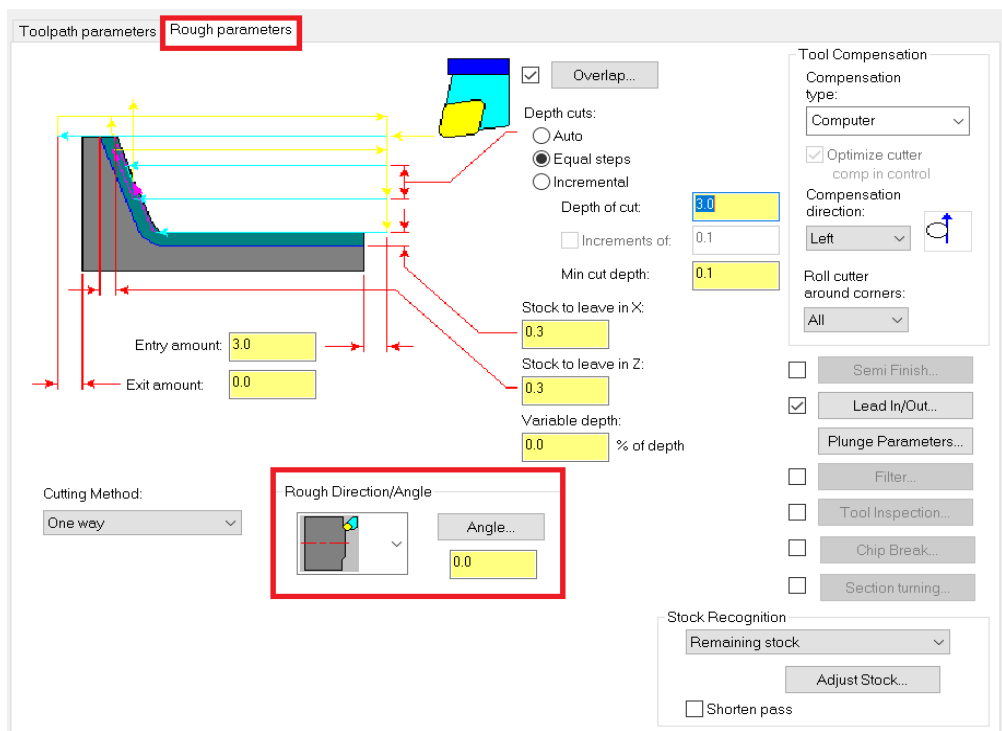 Toolpath parameters
Rough parameters
Overlap...
Depth cuts:
Auto
Equal steps
Incremental
Depth of cut:
3.0
Increments of:
0.1
Min cut depth:
0.1
Stock to leave in X:
0.3
Stock to leave in Z:
0.3
Variable depth:
0.0
% of depth
Entry amount:
3.0
Exit amount:
0.0
Cutting Method:
One way
Rough Direction/Angle
Angle...
0.0
Tool Compensation
Compensation
type:
Computer
Optimize cutter
comp in control
Compensation
direction:
Left
Roll cutter
around corners:
All
Semi Finish...
Lead In/Out...
Plunge Parameters...
Filter...
Tool Inspection...
Chip Break...
Section turning...
Stock Recognition
Remaining stock
Adjust Stock...
Shorten pass